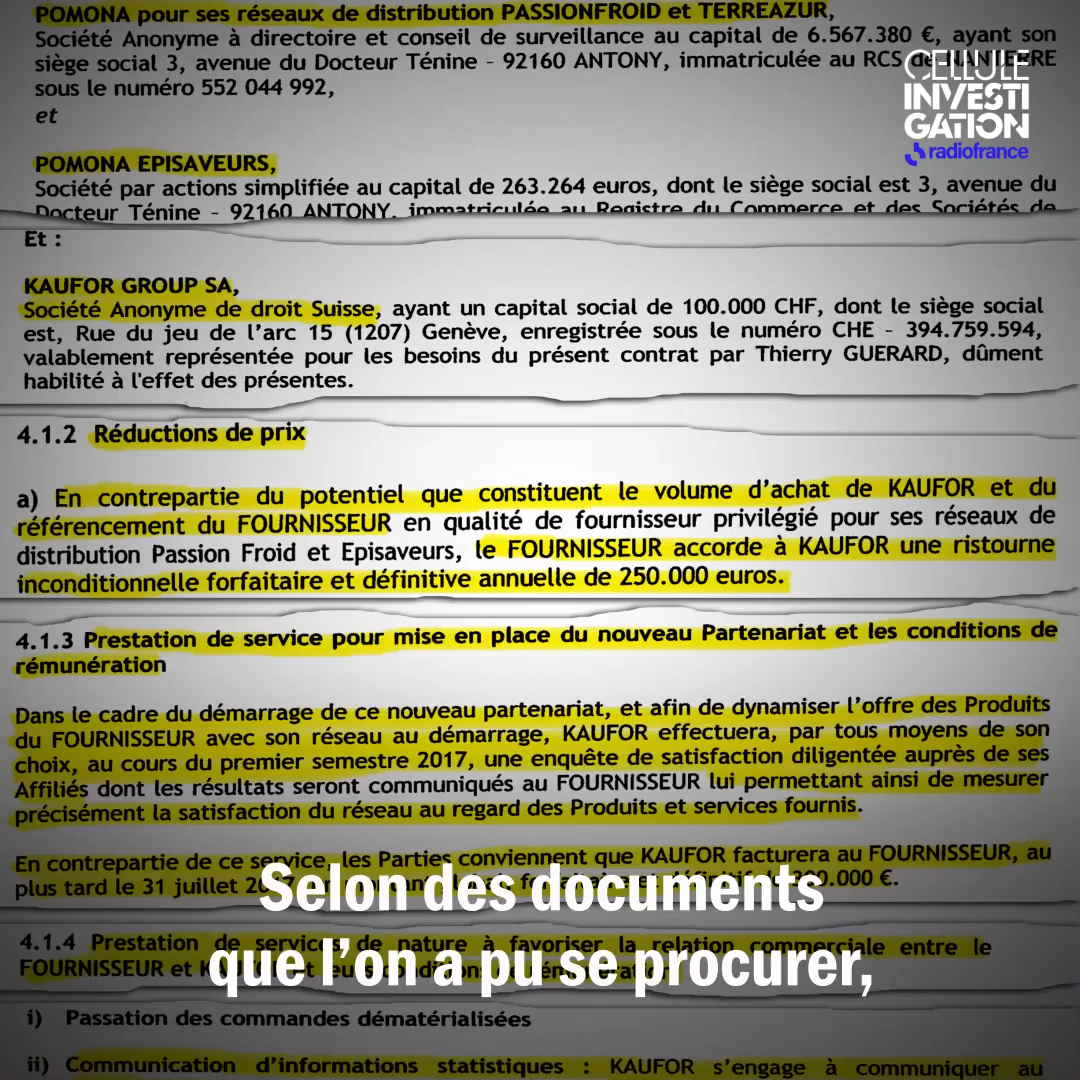 POMONA pour ses réseaux de distribution PASSIONFROID et TERREAZUR,
Société Anonyme à directoire et conseil de surveillance au capital de 6.567.380 €, ayant son
siège social 3, avenue du Docteur Ténine - 92160 ANTONY, immatriculée au RCS de NANTERRE
sous le numéro 552 044 992,
et
CELLULE
INVESTI
GATION
radiofrance
POMONA EPISAVEURS,
Société par actions simplifiée au capital de 263.264 euros, dont le siège social est 3, avenue du
Docteur Ténine - 92160 ANTONY, immatriculée au Registre du Commerce et des Sociétés de
Et :
KAUFOR GROUP SA,
Société Anonyme de droit Suisse, ayant un capital social de 100.000 CHF, dont le siège social
est, Rue du jeu de l'arc 15 (1207) Genève, enregistrée sous le numéro CHE - 394.759.594,
valablement représentée pour les besoins du présent contrat par Thierry GUERARD, dûment
habilité à l'effet des présentes.
4.1.2 Réductions de prix
a) En contrepartie du potentiel que constituent le volume d'achat de KAUFOR et du
référencement du FOURNISSEUR en qualité de fournisseur privilégié pour ses réseaux de
distribution Passion Froid et Episaveurs, le FOURNISSEUR accorde à KAUFOR une ristourne
inconditionnelle forfaitaire et définitive annuelle de 250.000 euros.
4.1.3 Prestation de service pour mise en place du nouveau Partenariat et les conditions de
rémunération
Dans le cadre du démarrage de ce nouveau partenariat, et afin de dynamiser l'offre des Produits
du FOURNISSEUR avec son réseau au démarrage, KAUFOR effectuera, par tous moyens de son
choix, au cours du premier semestre 2017, une enquête de satisfaction diligentée auprès de ses
Affiliés dont les résultats seront communiqués au FOURNISSEUR lui permettant ainsi de mesurer
précisément la satisfaction du réseau au regard des Produits et services fournis.
En contrepartie de ce service, les Parties conviennent que KAUFOR facturera au FOURNISSEUR, au
plus tard le 31 juillet
Selon des documents
que l'on a pu se procurer,
4.1.4 Prestation de services de nature à favoriser la relation commerciale entre le
FOURNISSEUR et
i) Passation des commandes dématérialisées
ii) Communication d'informations statistiques : KAUFOR s'engage à communiquer au